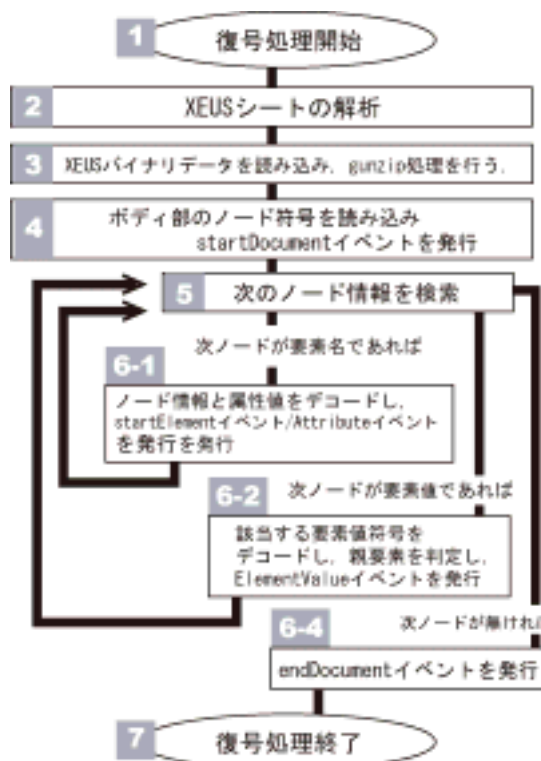 1 復号処理開始
2 XEUSシートの解析
3 XEUSバイナリデータを読み込み，gunzip処理を行う．
4 ボディ部のノード符号を読み込み
startDocumentイベントを発行
5 次のノード情報を検索
次ノードが要素名であれば
6-1
ノード情報と属性値をデコードし，
startElementイベント/Attributeイベント
を発行を発行
6-2 次ノードが要素値であれば
該当する要素値符号を
デコードし，親要素を判定し，
ElementValueイベントを発行
6-4 次ノードが無ければ
endDocumentイベントを発行
7 復号処理終了